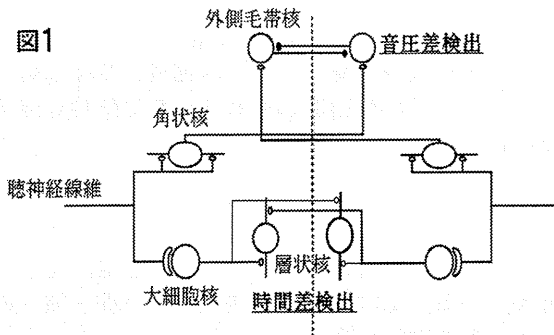 図1
外側毛帯核
音圧差検出
角状核
聴神経線維
層状核
大細胞核
時間差検出